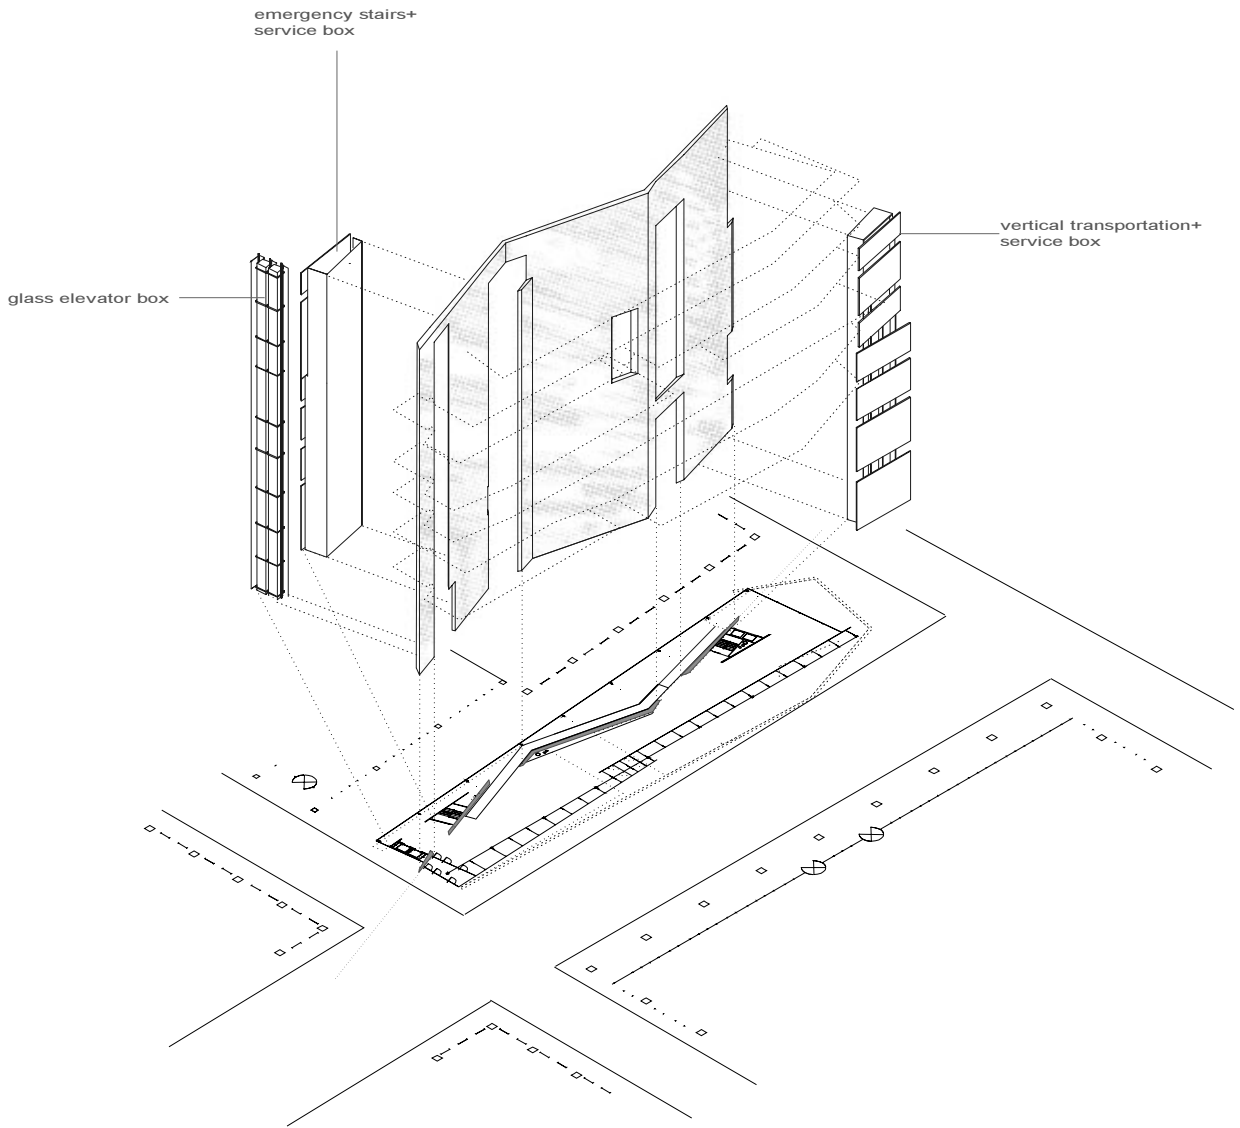 emergency stairs+
service box
vertical transportation+
service box
glass elevator box